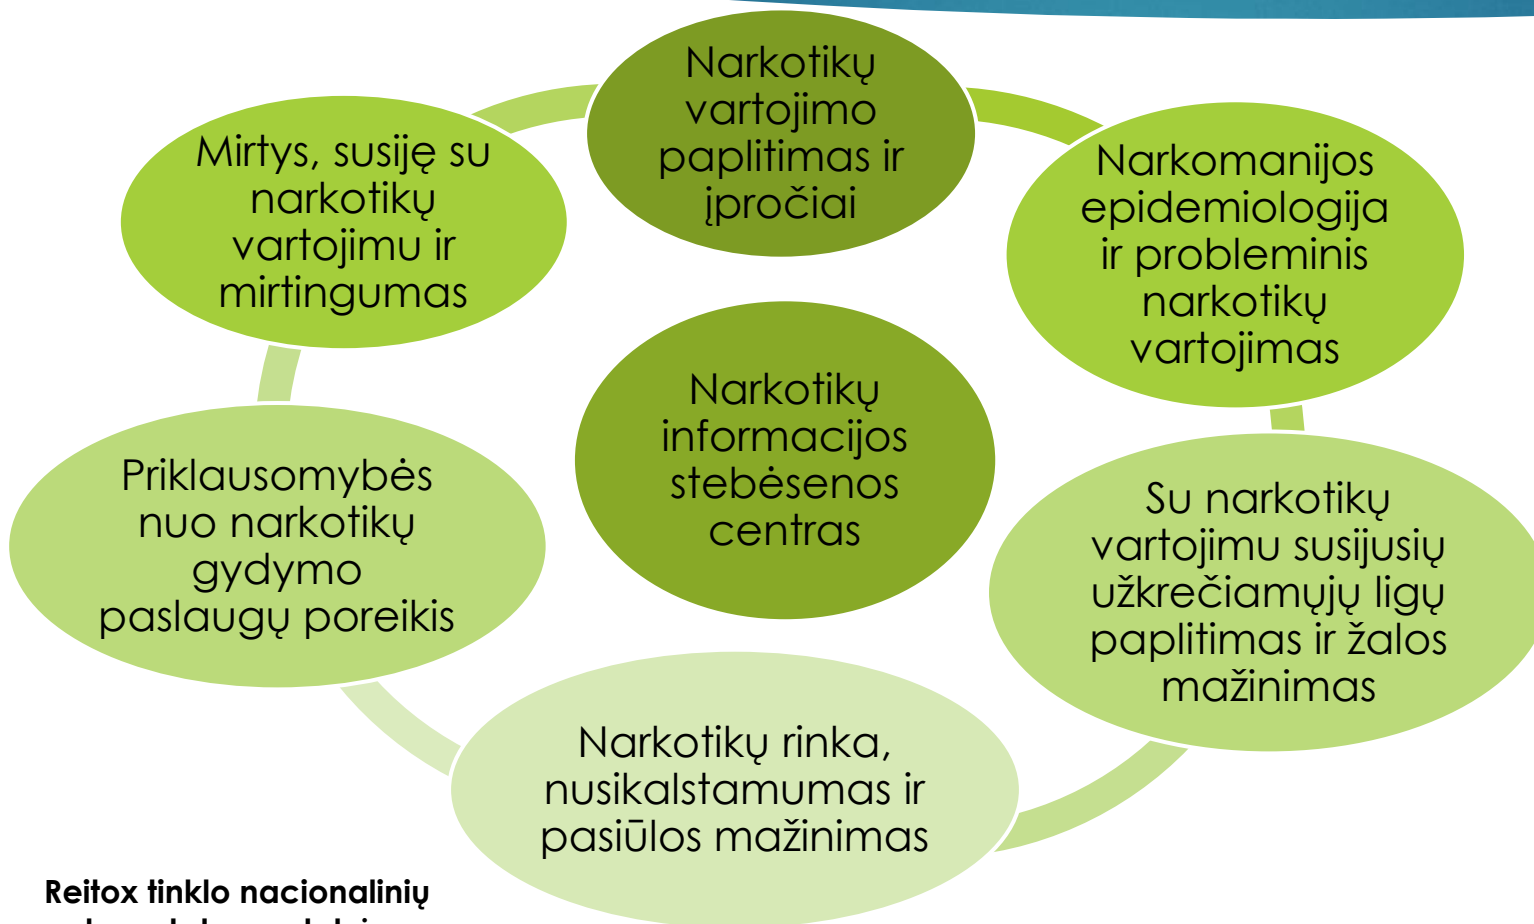 Narkotikų
vartojimo
paplitimas ir
įpročiai
Narkomanijos
epidemiologija
ir probleminis
narkotikų
vartojimas
Su narkotikų
vartojimu susijusių
užkrečiamųjų ligų
paplitimas ir žalos
mažinimas
Narkotikų rinka,
nusikalstamumas ir
pasiūlos mažinimas
Priklausomybės
nuo narkotikų
gydymo
paslaugų poreikis
Mirtys, susiję su
narkotikų
vartojimu ir
mirtingumas
Narkotikų
informacijos
stebėsenos
centras
Reitox tinklo nacionalinių